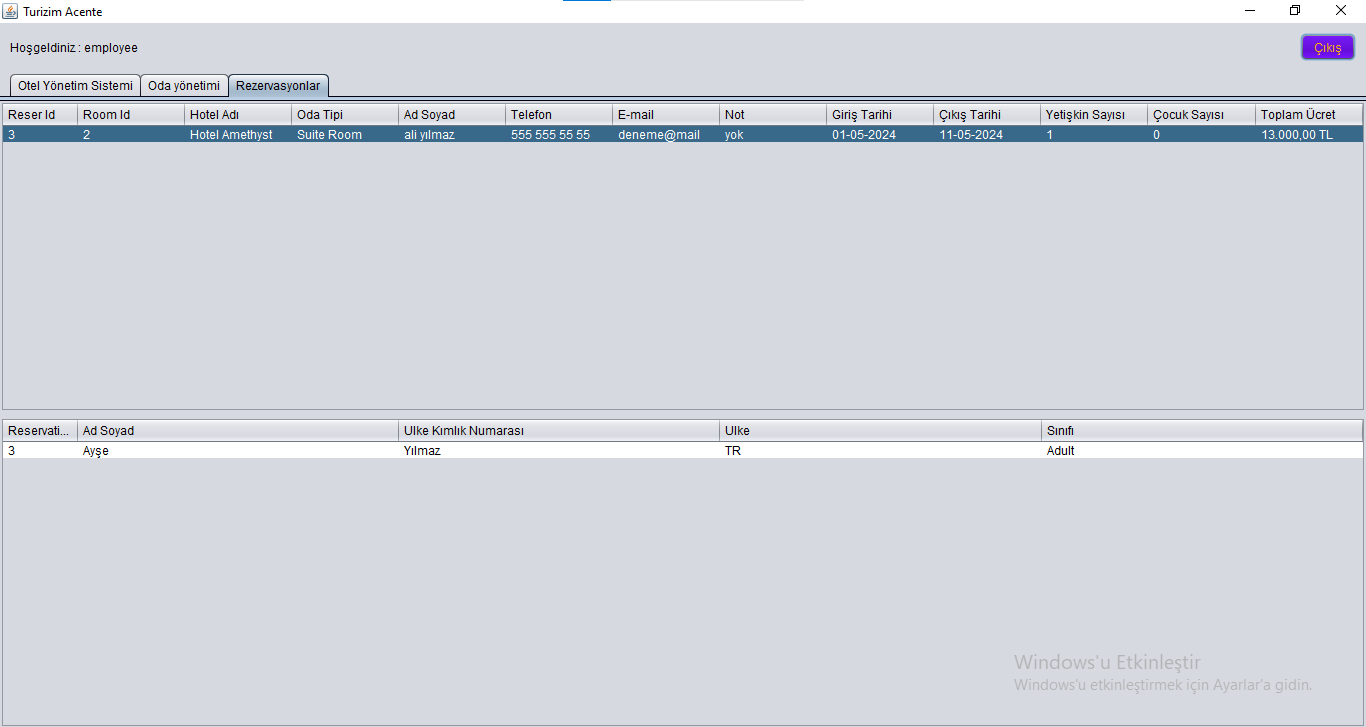 Turizim Acente
Hoşgeldiniz : employee
Çıkış
Otel Yönetim Sistemi Oda yönetimi Rezervasyonlar
Reser Id Room Id Hotel Adı Oda Tipi Ad Soyad Telefon E-mail Not Giriş Tarihi Çıkış Tarihi Yetişkin Sayısı Çocuk Sayısı Toplam Ücret
3 2 Hotel Amethyst Suite Room ali yılmaz 555 555 55 55 deneme@mail yok 01-05-2024 11-05-2024 1 0 13.000,00 TL
Reservati... Ad Soyad Ulke Kimlik Numarası Ulke Sınıfı
3 Ayşe Yılmaz TR Adult
Windows'u Etkinleştir
Windows'u etkinleştirmek için Ayarlar'a gidin.